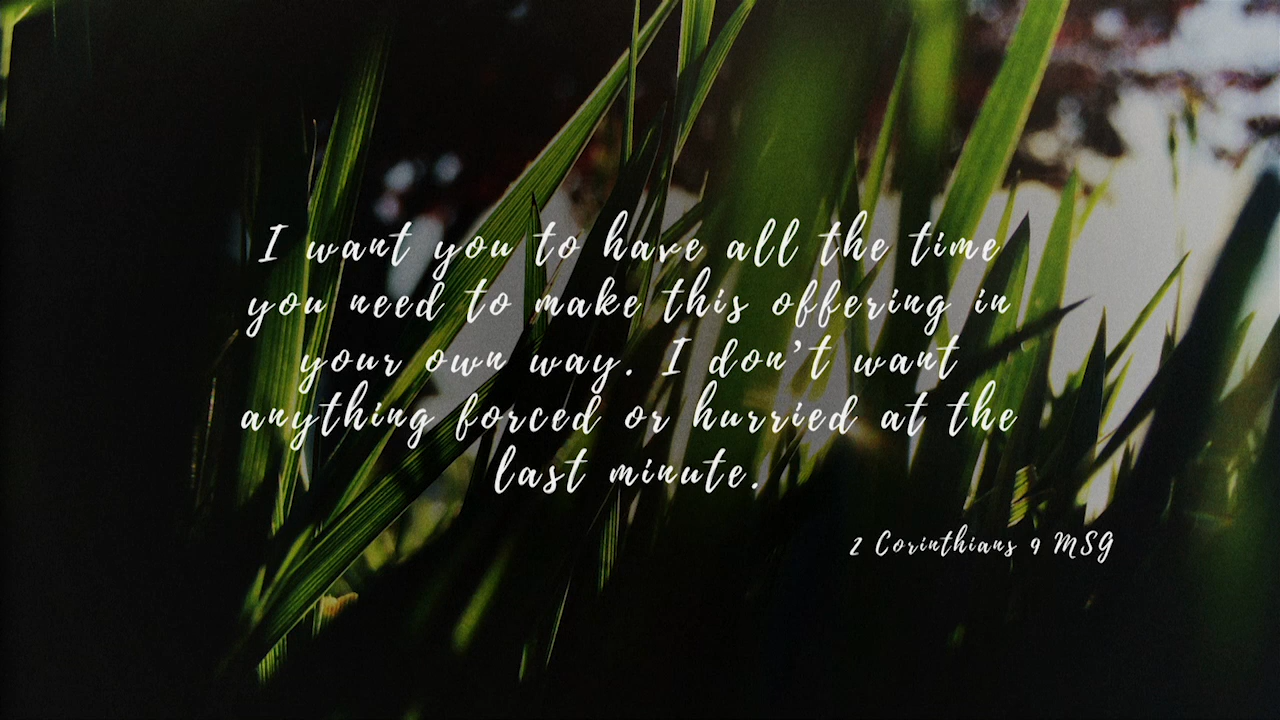 I want you to have all the time
you need to make this offering in
your own way. I don't want
anything forced or hurried at the
last minute.
2 Corinthians 9 MSG